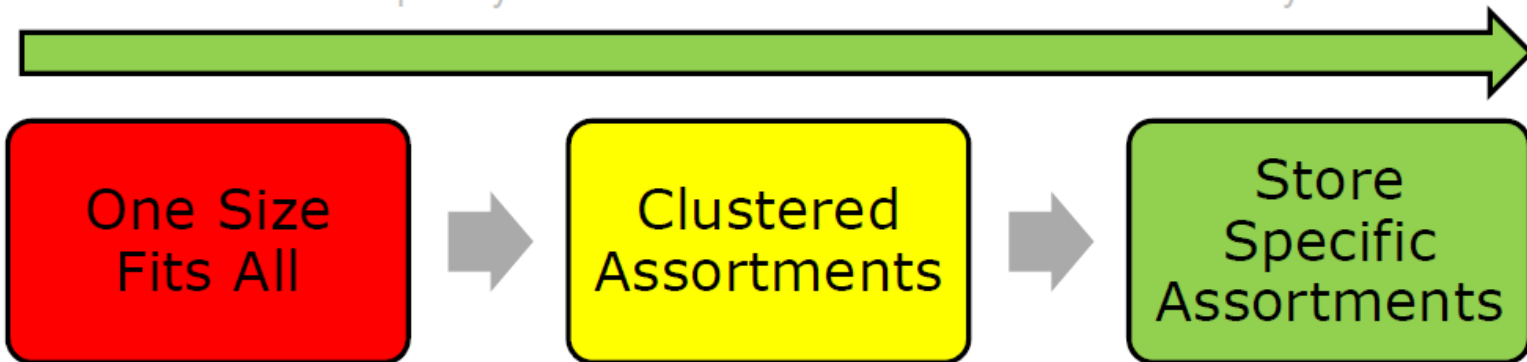 One Size
Fits All
Clustered
Assortments
Store
Specific
Assortments